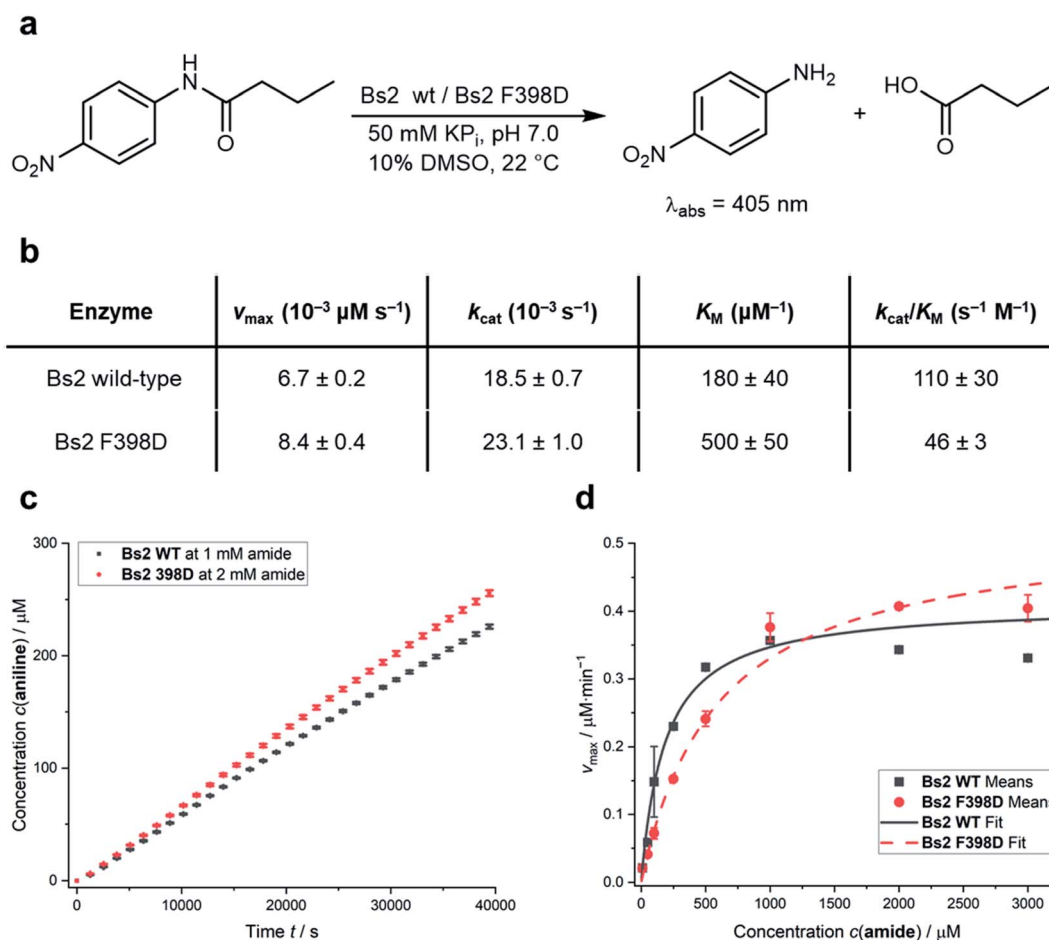 a
H
N
O
O₂N
Bs2 wt / Bs2 F398D
50 mM KPᵢ, pH 7.0
10% DMSO, 22 °C
NH₂
O₂N
λabs = 405 nm
+
HO
O
b
Enzyme vmax (10⁻³ µM s⁻¹) kcat (10⁻³ s⁻¹) KM (µM⁻¹) kcat/KM (s⁻¹ M⁻¹)
Bs2 wild-type 6.7 ± 0.2 18.5 ± 0.7 180 ± 40 110 ± 30
Bs2 F398D 8.4 ± 0.4 23.1 ± 1.0 500 ± 50 46 ± 3
c
Bs2 WT at 1 mM amide
Bs2 398D at 2 mM amide
Concentration c(aniline) / µM
300
200
100
0
0 10000 20000 30000 40000
Time t / s
d
vmax / µM·min⁻¹
0.5
0.4
0.3
0.2
0.1
0.0
Bs2 WT Means
Bs2 F398D Means
Bs2 WT Fit
Bs2 F398D Fit
0 500 1000 1500 2000 2500 3000
Concentration c(amide) / µM